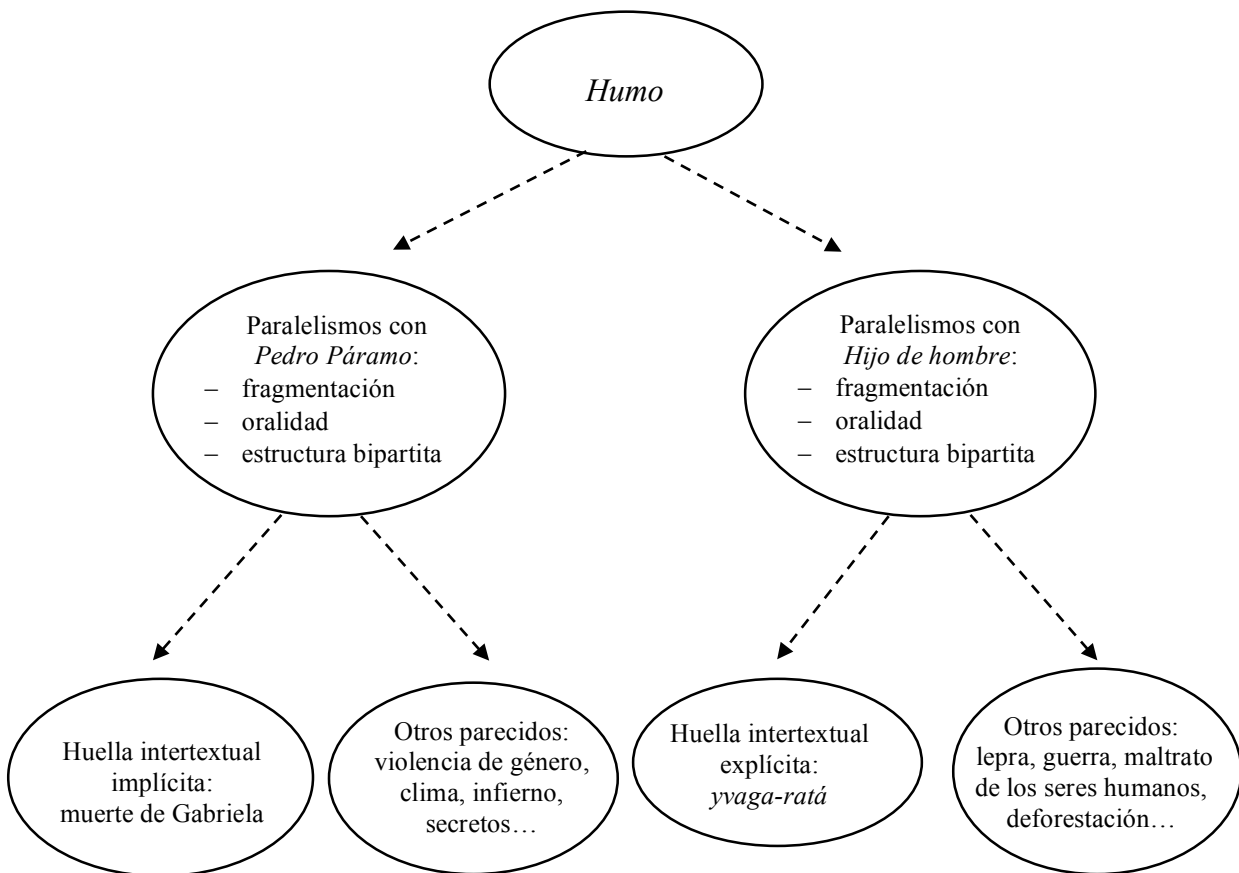 Humo
Paralelismos con
Pedro Páramo:
– fragmentación
– oralidad
– estructura bipartita
Paralelismos con
Hijo de hombre:
– fragmentación
– oralidad
– estructura bipartita
Huella intertextual
implícita:
muerte de Gabriela
Otros parecidos:
violencia de género,
clima, infierno,
secretos…
Huella intertextual
explícita:
yvaga-ratá
Otros parecidos:
lepra, guerra, maltrato
de los seres humanos,
deforestación…